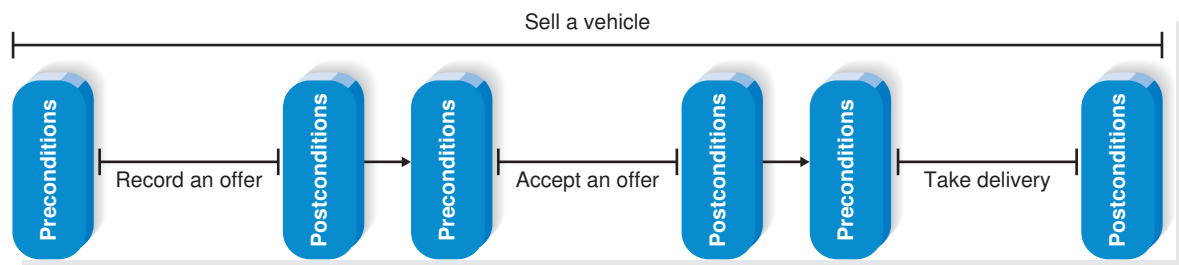 Sell a vehicle
Preconditions
Record an offer
Postconditions
Preconditions
Accept an offer
Postconditions
Preconditions
Take delivery
Postconditions